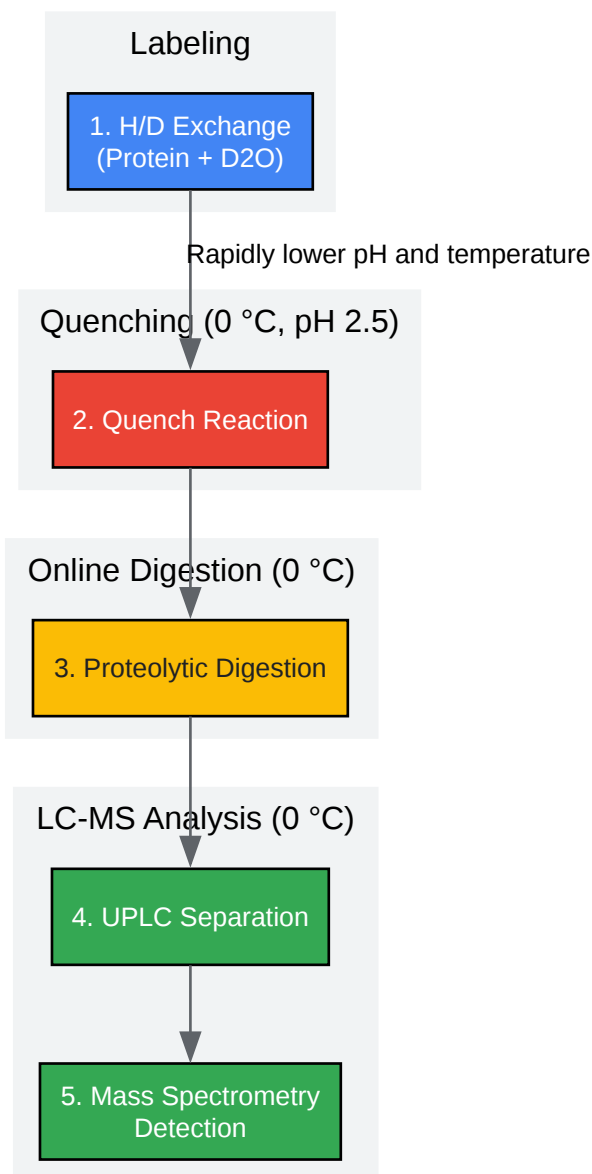 Labeling
1. H/D Exchange
(Protein + D2O)
Rapidly lower pH and temperature
Quenching (0 °C, pH 2.5)
2. Quench Reaction
Online Digestion (0 °C)
3. Proteolytic Digestion
LC-MS Analysis (0 °C)
4. UPLC Separation
5. Mass Spectrometry
Detection